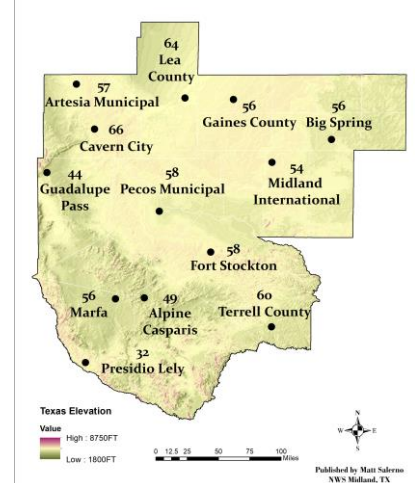 64
Lea
County
57
Artesia Municipal
56
Gaines County
56
Big Spring
66
Cavern City
44
Guadalupe
Pass
58
Pecos Municipal
54
Midland
International
58
Fort Stockton
56
Marfa
49
Alpine
Casparis
60
Terrell County
32
Presidio Lely
Texas Elevation
Value
High : 8750FT
Low : 1800FT
N
W E
S
0 12.5 25 50 75 100
Miles
Published by Matt Salerno
NWS Midland, TX